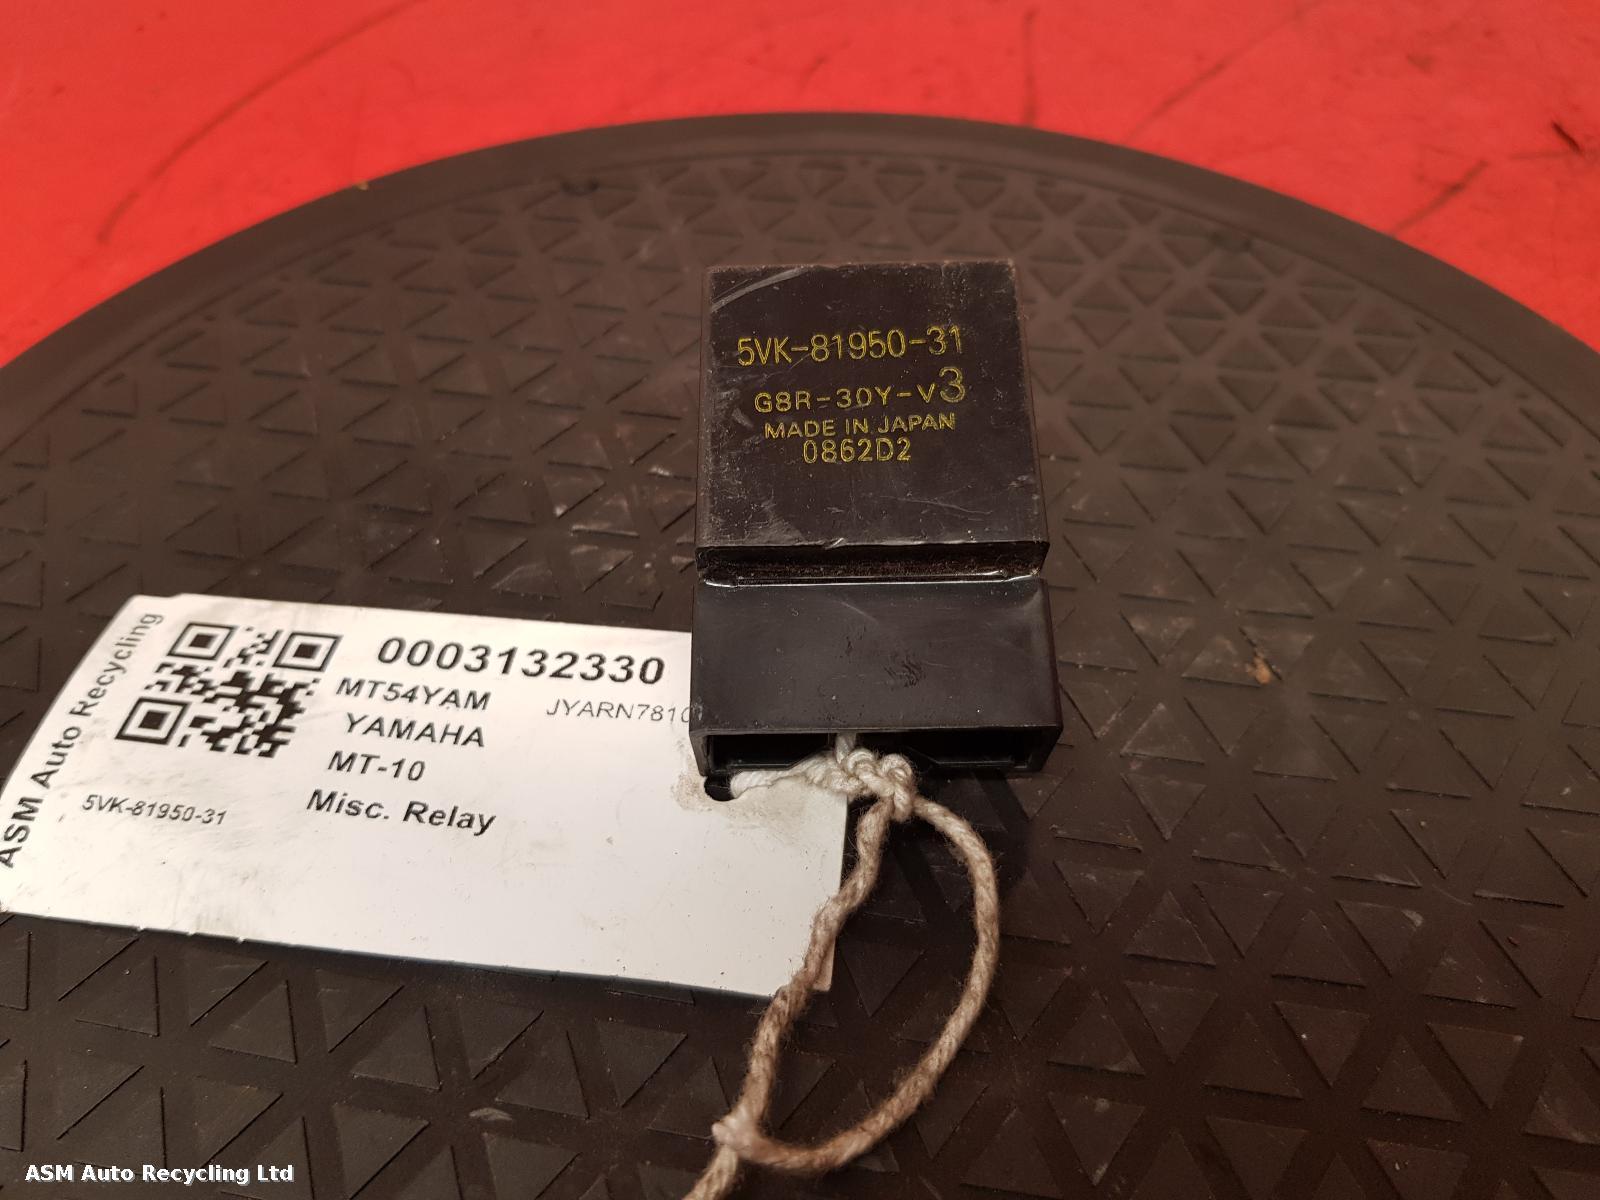 5VK-81950-31
G8R-30Y-V3
MADE IN JAPAN
0862D2
ASM Auto Recycling
0003132330
MT54YAM
JYARN7810
YAMAHA
MT-10
Misc. Relay
5VK-81950-31
ASM Auto Recycling Ltd